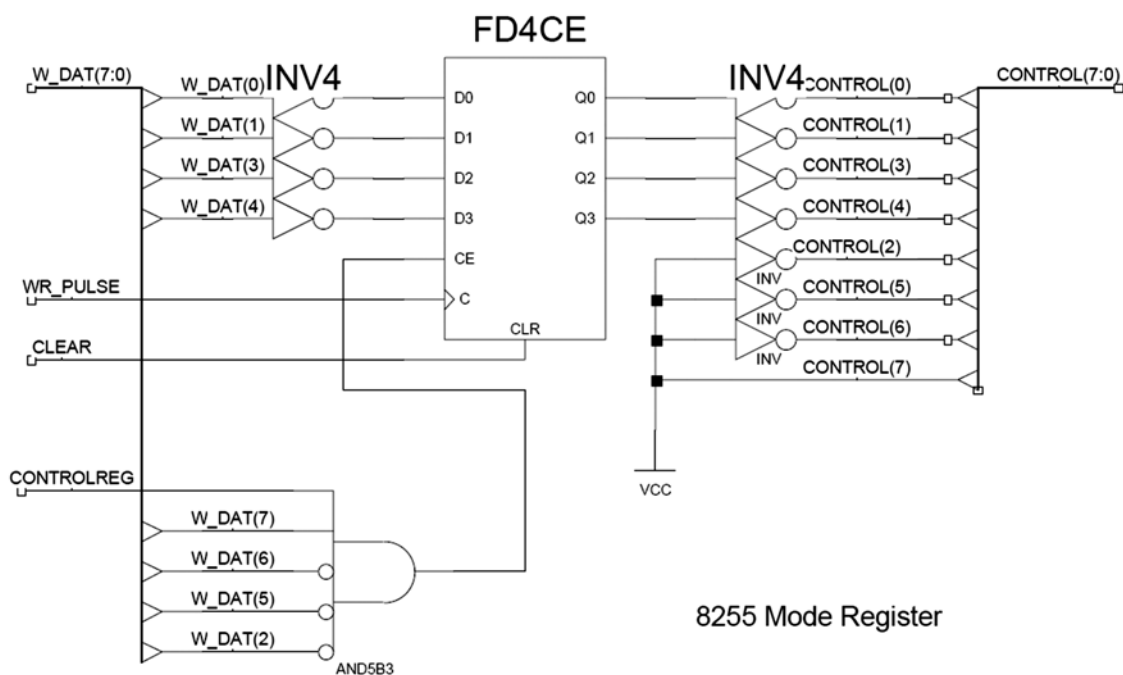 FD4CE
W_DAT(7:0)
W_DAT(0)
INV4
D0
Q0
INV4
CONTROL(0)
CONTROL(7:0)
W_DAT(1)
D1
Q1
CONTROL(1)
W_DAT(3)
D2
Q2
CONTROL(3)
W_DAT(4)
D3
Q3
CONTROL(4)
CE
CONTROL(2)
INV
WR_PULSE
C
CONTROL(5)
INV
CLR
CLEAR
CONTROL(6)
INV
CONTROL(7)
CONTROLREG
VCC
W_DAT(7)
W_DAT(6)
W_DAT(5)
W_DAT(2)
AND5B3
8255 Mode Register